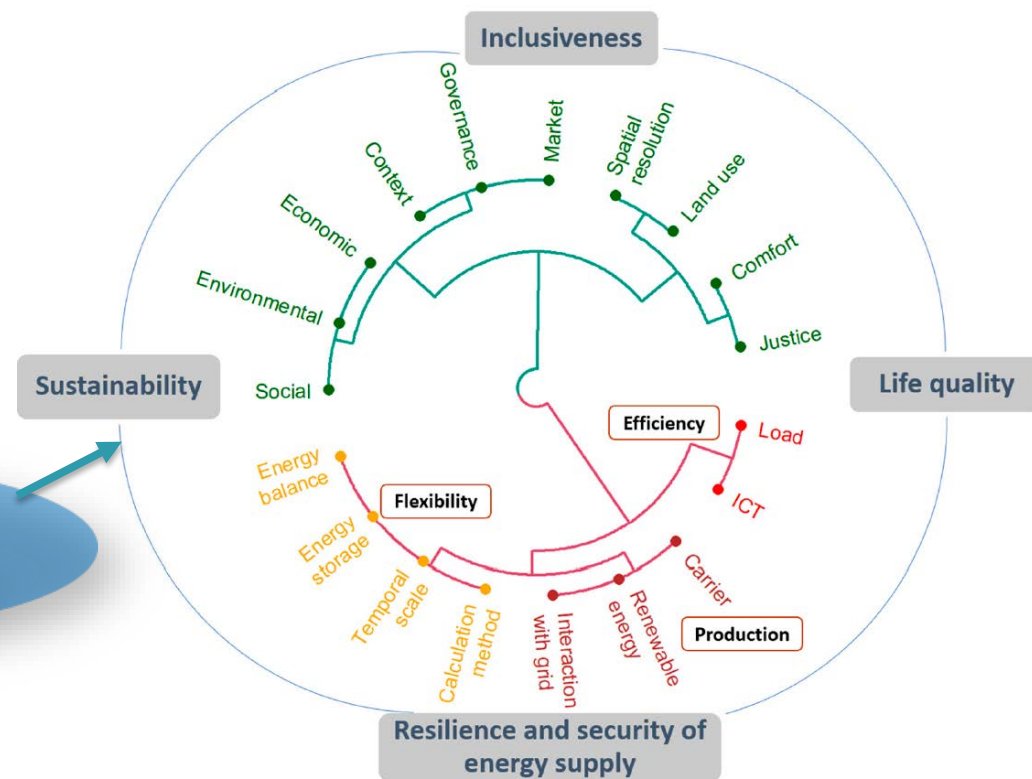 Inclusiveness
Governance
Market
Context
Spatial
resolution
Land use
Economic
Comfort
Environmental
Justice
Sustainability
Social
Life quality
Efficiency
Load
Energy
balance
Flexibility
ICT
Energy
storage
Temporal
scale
Calculation
method
Interaction
with grid
Renewable
energy
Carrier
Production
Resilience and security of
energy supply